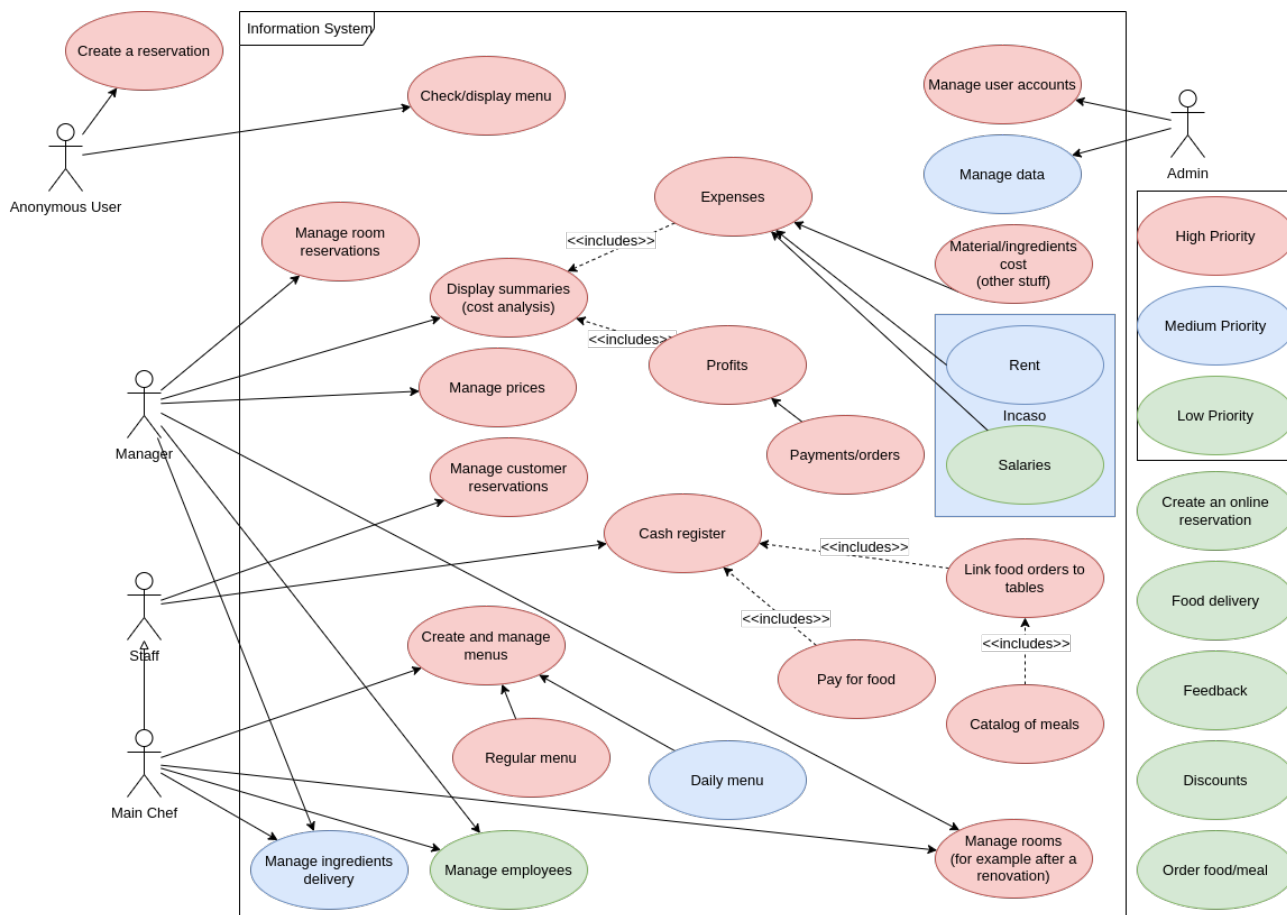 Information System
Create a reservation
Check/display menu
Manage user accounts
Anonymous User
Admin
Manage data
Expenses
High Priority
<<includes>>
Manage room
reservations
Material/ingredients
cost
(other stuff)
Display summaries
(cost analysis)
Medium Priority
<<includes>>
Profits
Rent
Manage prices
Incaso
Low Priority
Manager
Payments/orders
Manage customer
reservations
Salaries
Create an online
reservation
Cash register
<<includes>>
Link food orders to
tables
Food delivery
Staff
Create and manage
menus
<<includes>>
<<includes>>
Pay for food
Feedback
Catalog of meals
Regular menu
Daily menu
Discounts
Main Chef
Manage ingredients
delivery
Manage employees
Manage rooms
(for example after a
renovation)
Order food/meal